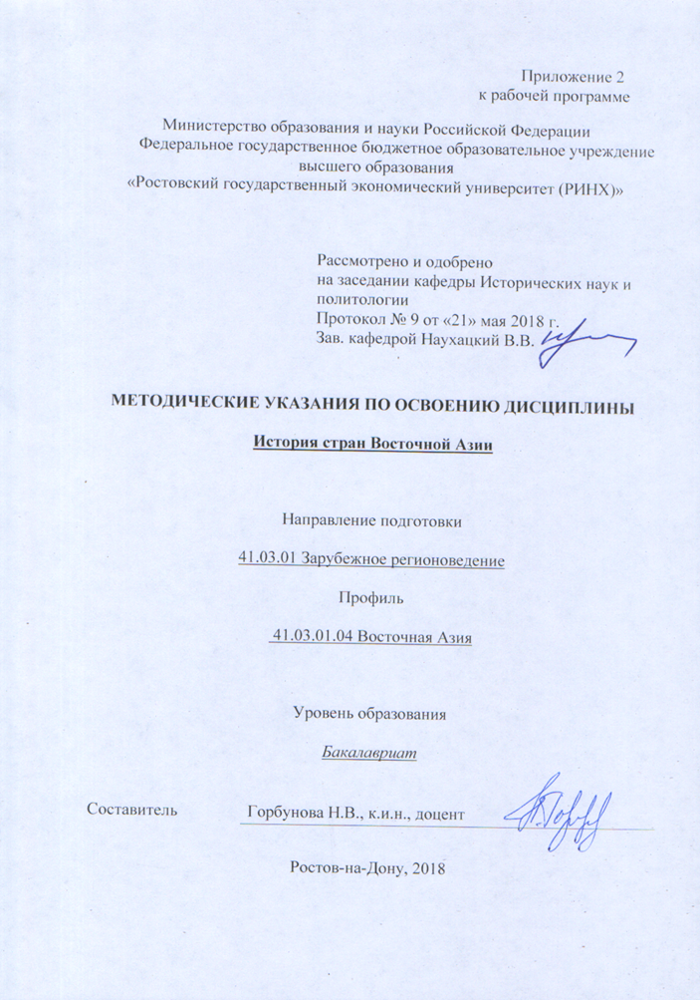 Приложение 2
к рабочей программе
Министерство образования и науки Российской Федерации
Федеральное государственное бюджетное образовательное учреждение
высшего образования
«Ростовский государственный экономический университет (РИНХ)»
Рассмотрено и одобрено
на заседании кафедры Исторических наук и
политологии
Протокол № 9 от «21» мая 2018 г.
Зав. кафедрой Наухацкий В.В.
МЕТОДИЧЕСКИЕ УКАЗАНИЯ ПО ОСВОЕНИЮ ДИСЦИПЛИНЫ
История стран Восточной Азии
Направление подготовки
41.03.01 Зарубежное регионоведение
Профиль
41.03.01.04 Восточная Азия
Уровень образования
Бакалавриат
Составитель Горбунова Н.В., к.и.н., доцент
Ростов-на-Дону, 2018